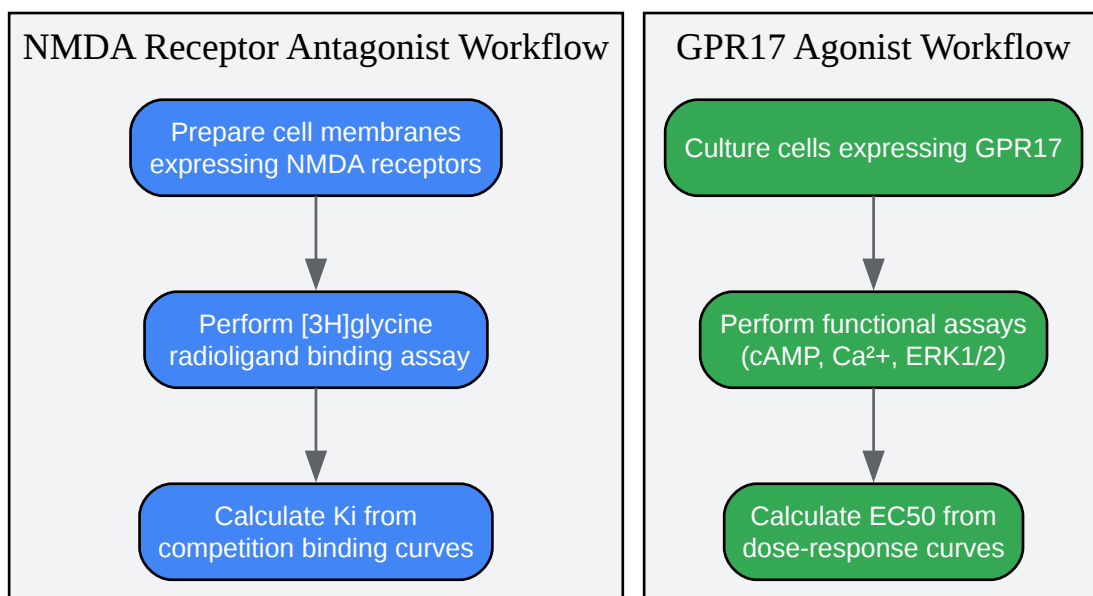 NMDA Receptor Antagonist Workflow
Prepare cell membranes
expressing NMDA receptors
Perform [3H]glycine
radioligand binding assay
Calculate Ki from
competition binding curves
GPR17 Agonist Workflow
Culture cells expressing GPR17
Perform functional assays
(cAMP, Ca²+, ERK1/2)
Calculate EC50 from
dose-response curves